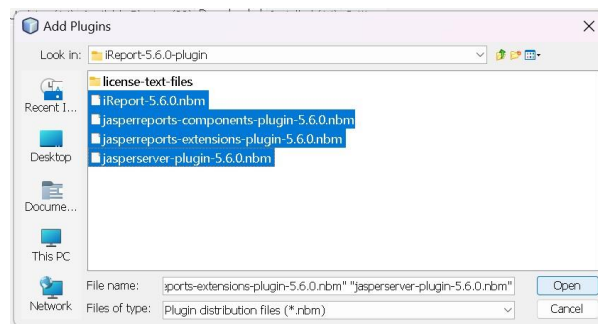 Add Plugins
Look in: iReport-5.6.0-plugin
license-text-files
iReport-5.6.0.nbm
jasperreports-components-plugin-5.6.0.nbm
jasperreports-extensions-plugin-5.6.0.nbm
jasperserver-plugin-5.6.0.nbm
Recent I...
Desktop
Docume...
This PC
Network
File name: ports-extensions-plugin-5.6.0.nbm" "jasperserver-plugin-5.6.0.nbm" Open
Files of type: Plugin distribution files (*.nbm) Cancel